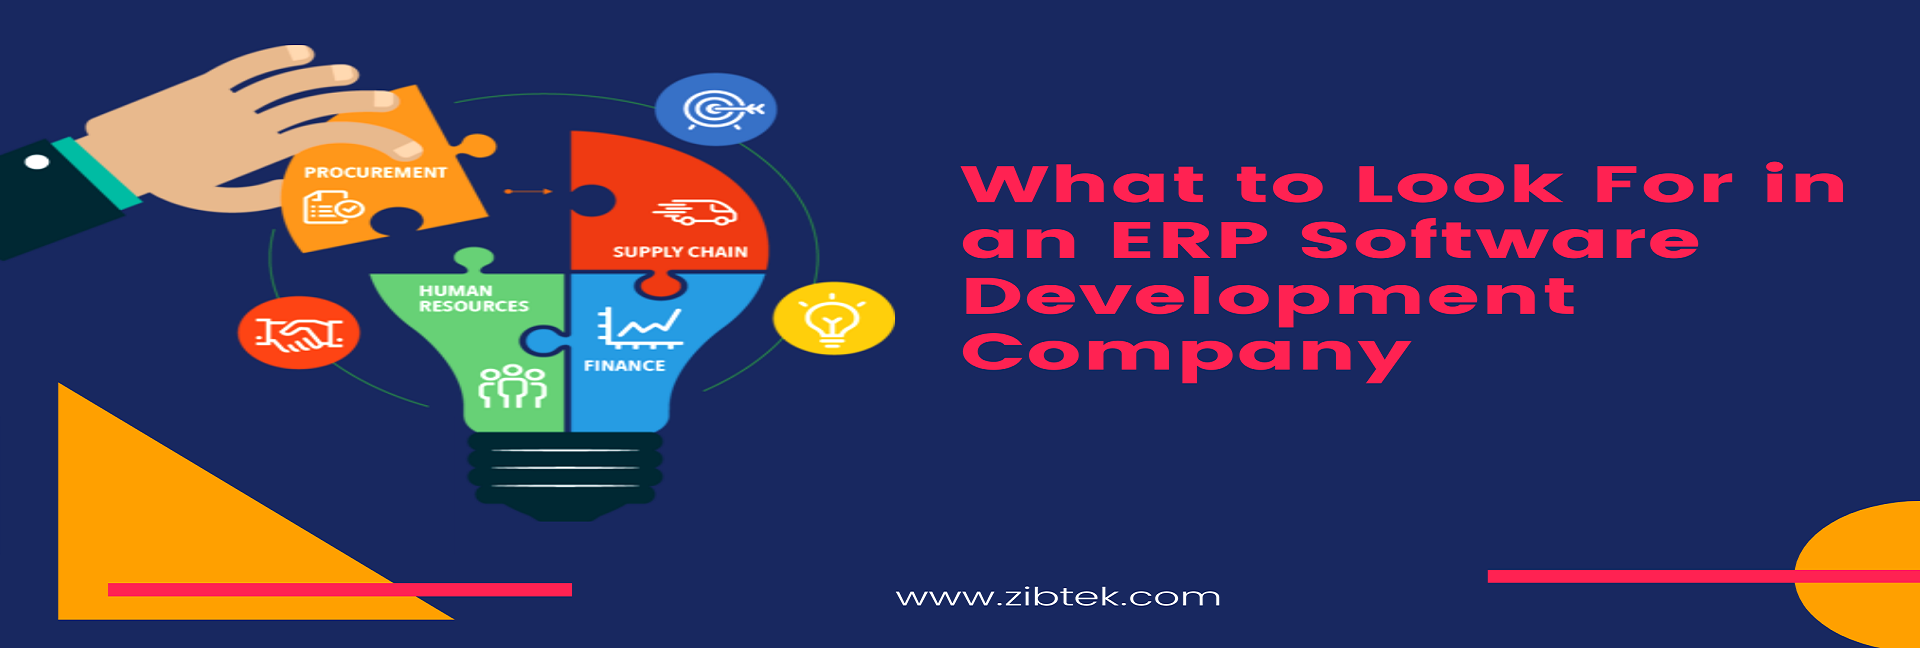 PROCUREMENT
SUPPLY CHAIN
HUMAN
RESOURCES
FINANCE
What to Look For in
an ERP Software
Development
Company
www.zibtek.com